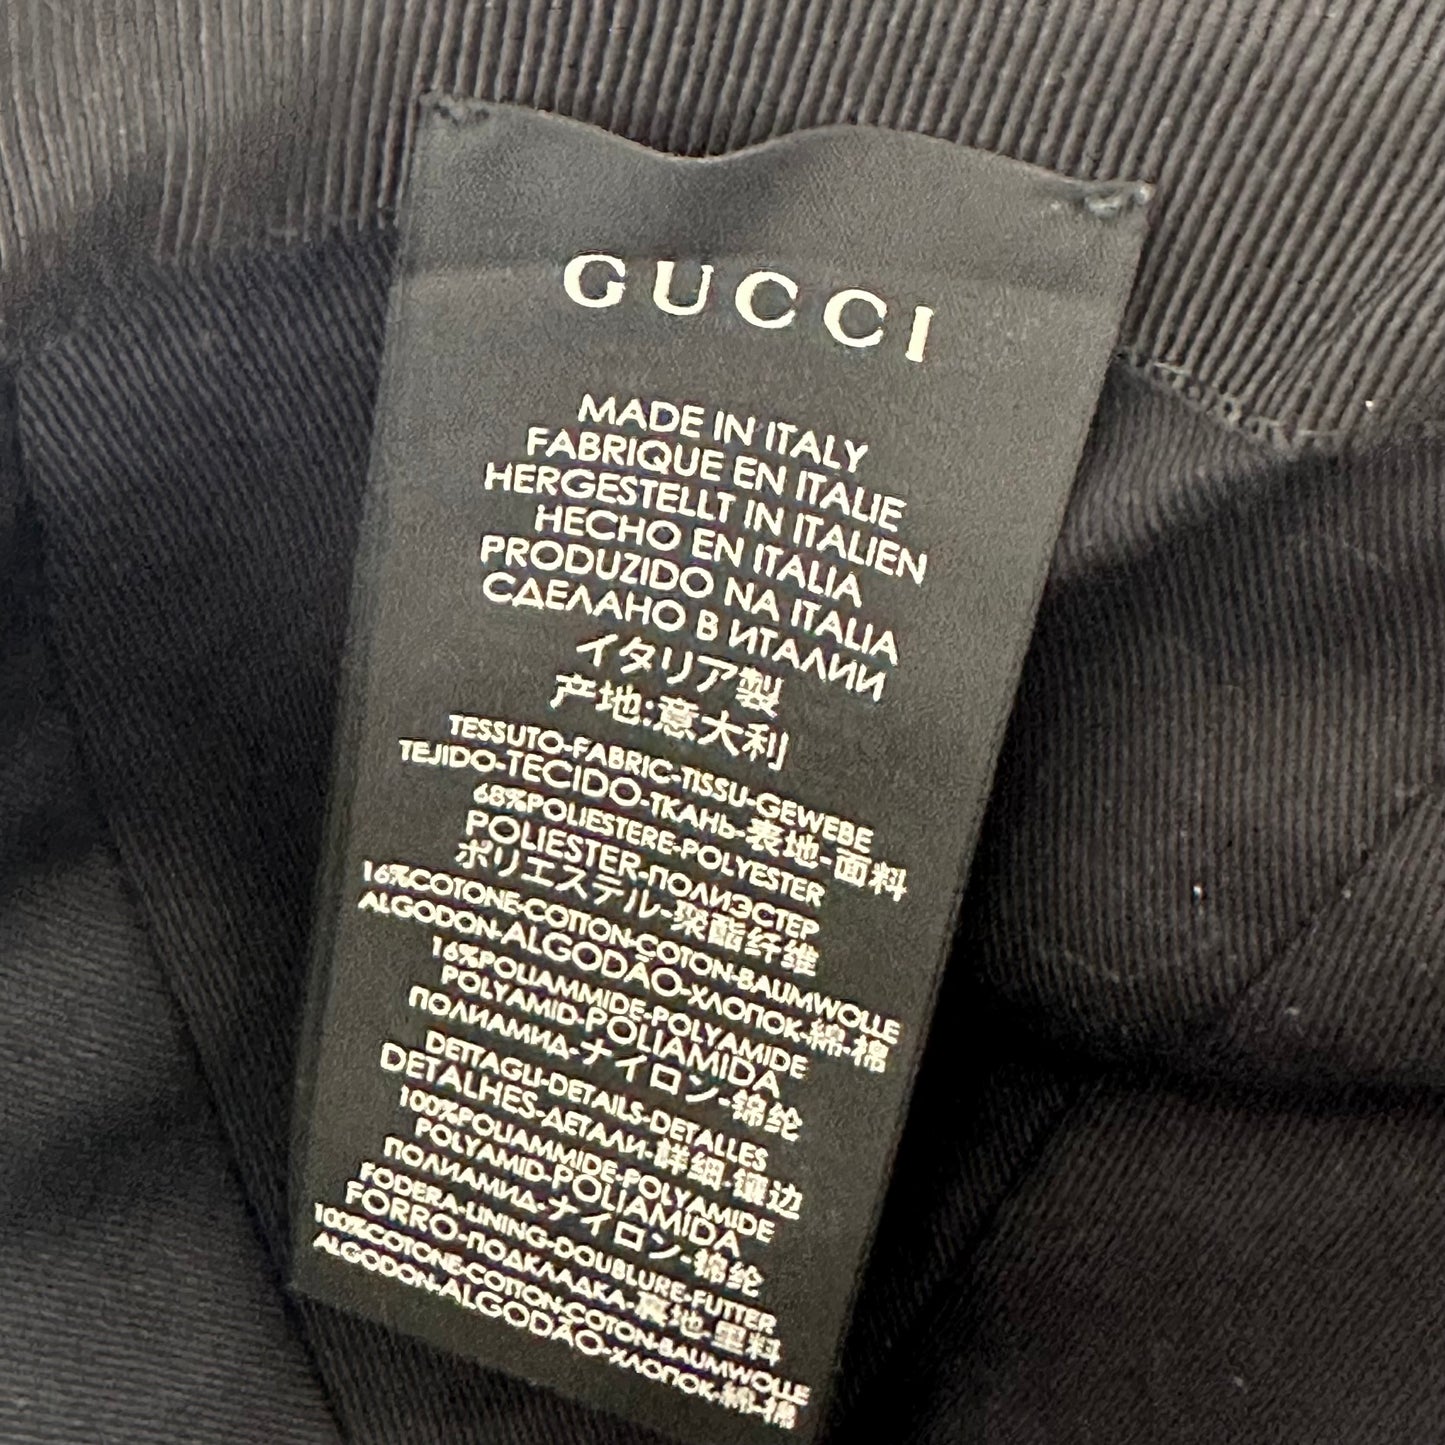 GUCCI
MADE IN ITALY
FABRIQUE EN ITALIE
HERGESTELLT IN ITALIEN
HECHO EN ITALIA
PRODUZIDO NA ITALIA
СДЕЛАНО В ИТАЛИИ
イタリア製
产地:意大利
TESSUTO-FABRIC-TISSU-GEWEBE
TEJIDO-TECIDO-ТКАНЬ-表地-面料
68%POLIESTERE-POLYESTER
POLIESTER-ПОЛИЭСТЕР
ポリエステル-聚酯纤维
16%COTONE-COTTON-COTON-BAUMWOLLE
ALGODON-ALGODÃO-ХЛОПОК-綿-棉
16%POLIAMMIDE-POLYAMIDE
POLYAMID-POLIAMIDA
ПОЛИАМИД-ナイロン-锦纶
DETTAGLI-DETAILS-DETALLES
DETALHES-ДЕТАЛИ-詳細-镶边
100%POLIAMMIDE-POLYAMIDE
POLYAMID-POLIAMIDA
ПОЛИАМИД-ナイロン-锦纶
FODERA-LINING-DOUBLURE-FUTTER
FORRO-ПОДКЛАДКА-裏地-里料
100%COTONE-COTTON-COTON-BAUMWOLLE
ALGODON-ALGODÃO-ХЛОПОК-綿-棉